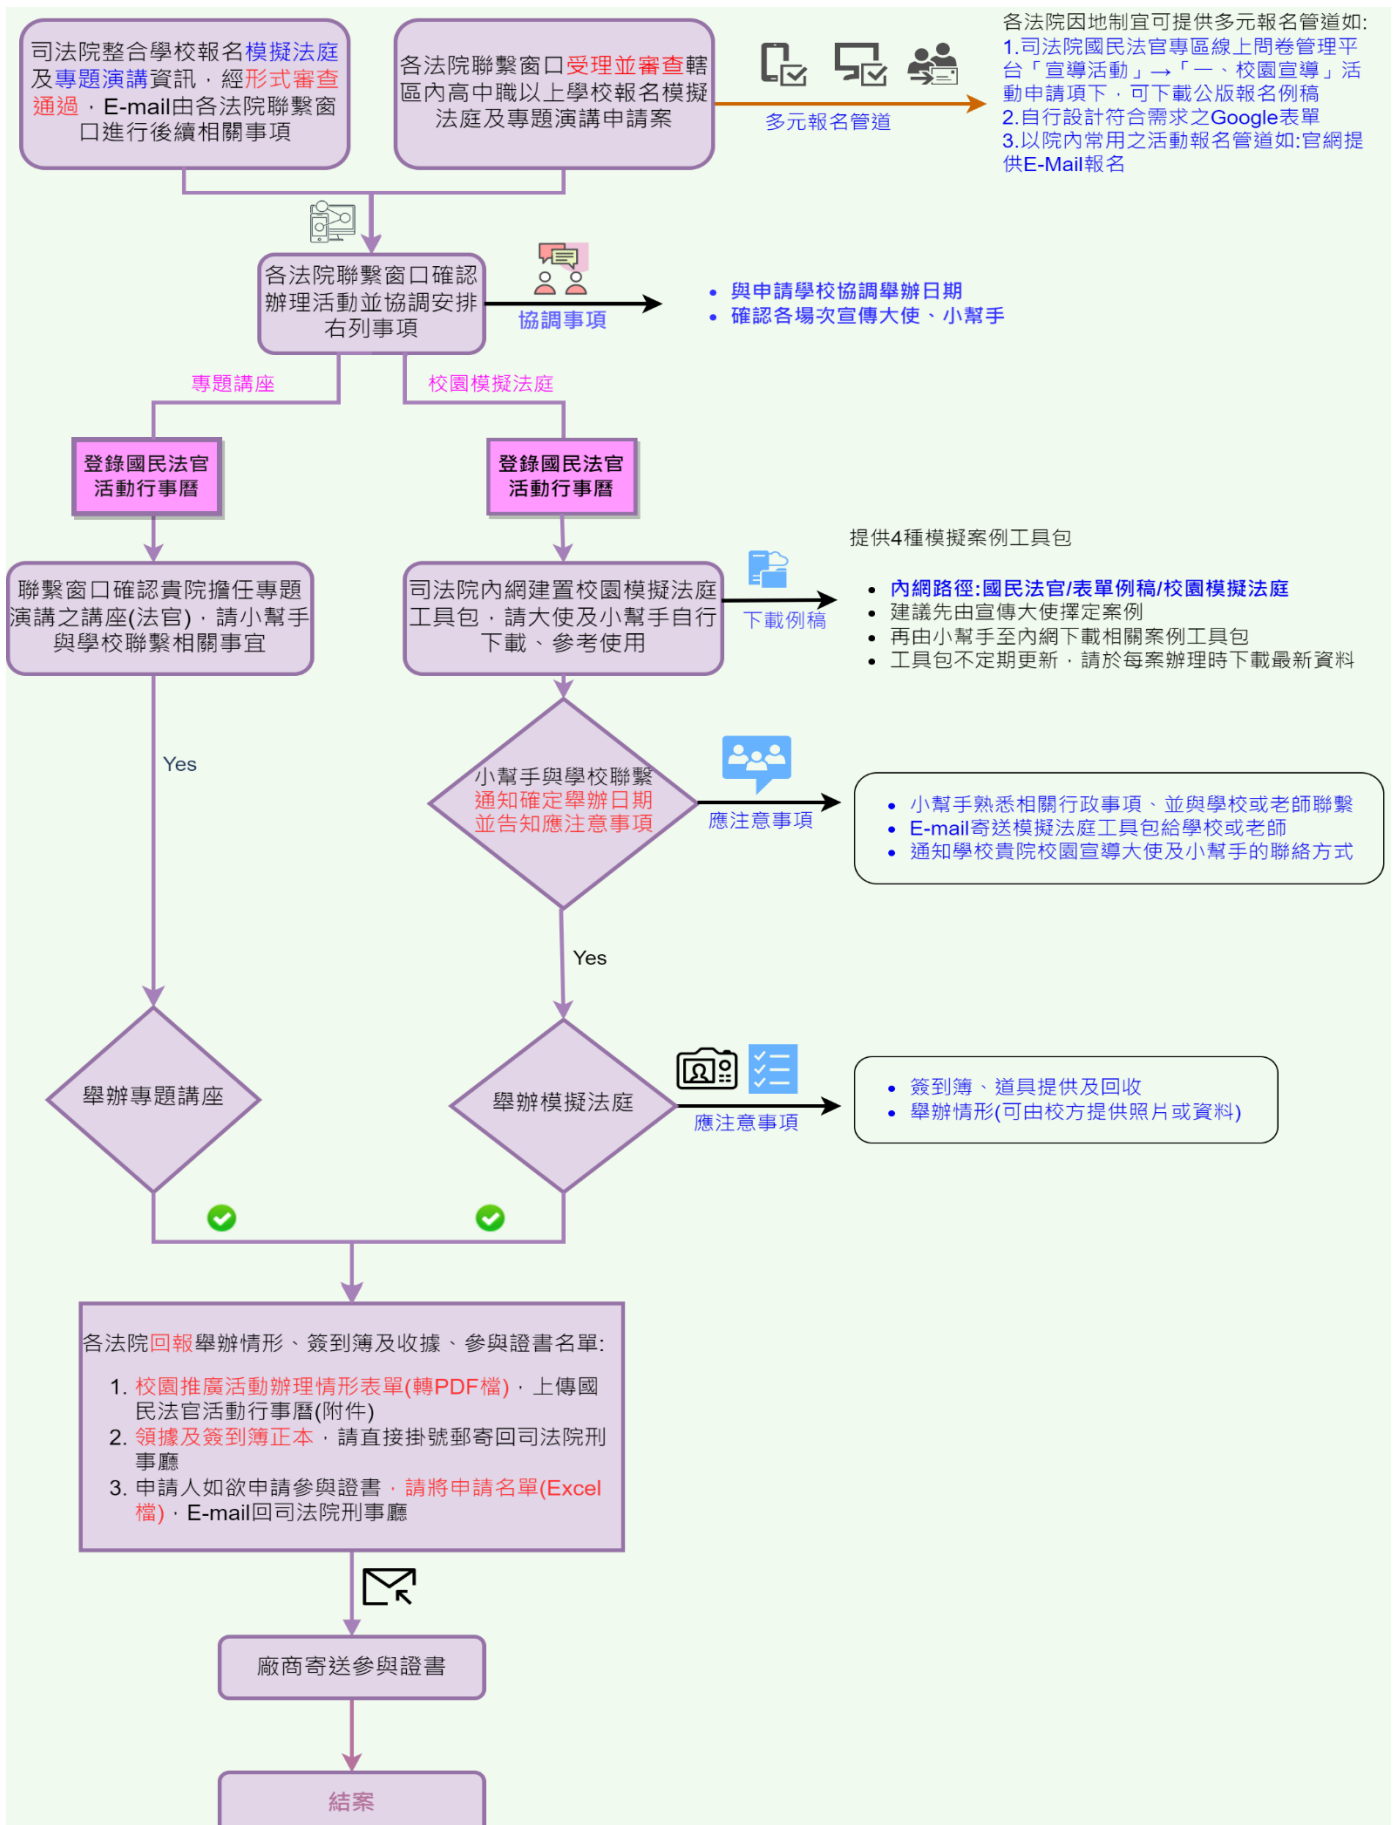 司法院整合學校報名模擬法庭
及專題演講資訊，經形式審查
通過，E-mail由各法院聯繫窗
口進行後續相關事項
各法院聯繫窗口受理並審查轄
區內高中職以上學校報名模擬
法庭及專題演講申請案
多元報名管道
各法院因地制宜可提供多元報名管道如:
1.司法院國民法官專區線上問卷管理平
台「宣導活動」→「一、校園宣導」活
動申請項下，可下載公版報名例稿
2.自行設計符合需求之Google表單
3.以院內常用之活動報名管道如:官網提
供E-Mail報名
各法院聯繫窗口確認
辦理活動並協調安排
右列事項
協調事項
• 與申請學校協調舉辦日期
• 確認各場次宣傳大使、小幫手
專題講座
校園模擬法庭
登錄國民法官
活動行事曆
登錄國民法官
活動行事曆
聯繫窗口確認貴院擔任專題
演講之講座(法官)，請小幫手
與學校聯繫相關事宜
司法院內網建置校園模擬法庭
工具包，請大使及小幫手自行
下載、參考使用
下載例稿
提供4種模擬案例工具包
• 內網路徑:國民法官/表單例稿/校園模擬法庭
• 建議先由宣傳大使擇定案例
• 再由小幫手至內網下載相關案例工具包
• 工具包不定期更新，請於每案辦理時下載最新資料
Yes
小幫手與學校聯繫
通知確定舉辦日期
並告知應注意事項
應注意事項
• 小幫手熟悉相關行政事項、並與學校或老師聯繫
• E-mail寄送模擬法庭工具包給學校或老師
• 通知學校貴院校園宣導大使及小幫手的聯絡方式
Yes
舉辦專題講座
舉辦模擬法庭
應注意事項
• 簽到簿、道具提供及回收
• 舉辦情形(可由校方提供照片或資料)
各法院回報舉辦情形、簽到簿及收據、參與證書名單:
1. 校園推廣活動辦理情形表單(轉PDF檔)，上傳國
民法官活動行事曆(附件)
2. 領據及簽到簿正本，請直接掛號郵寄回司法院刑
事廳
3. 申請人如欲申請參與證書，請將申請名單(Excel
檔)，E-mail回司法院刑事廳
廠商寄送參與證書
結案